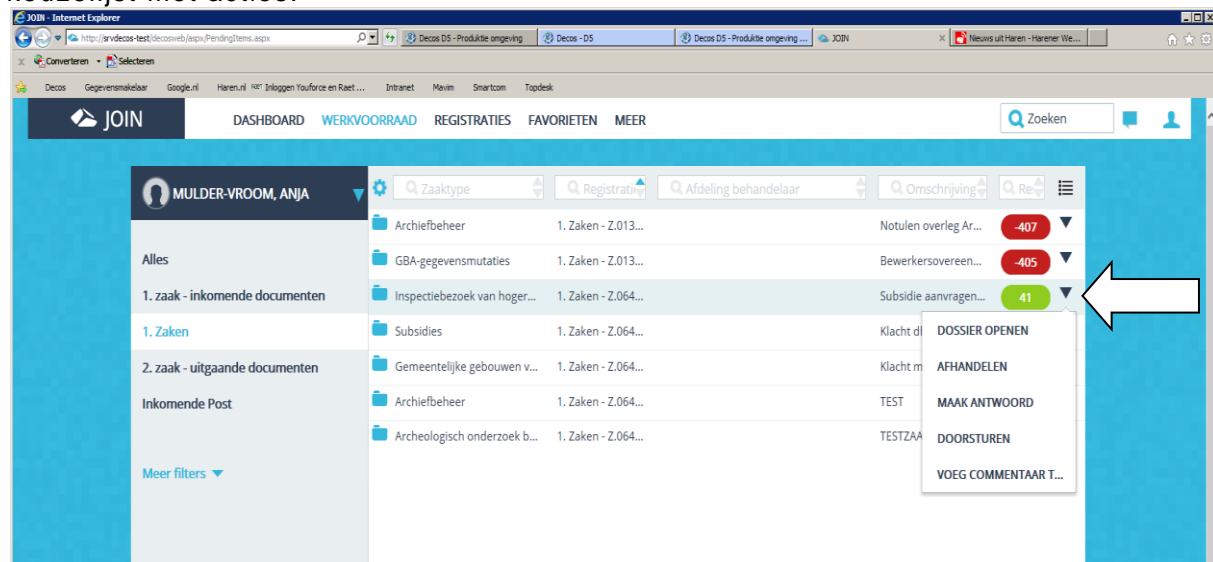 JOIN - Internet Explorer
http://srvdecos-test/decosweb/aspx/PendingItems.aspx
Decos D5 - Produktie omgeving
Decos - D5
Decos D5 - Produktie omgeving ...
JOIN
Nieuws uit Haren - Harener We...
x Converteren Selecteren
Decos Gegevensmakelaar Google.nl Haren.nl RAET Inloggen Youforce en Raet ... Intranet Mavim Smartcom Topdesk
JOIN DASHBOARD WERKVOORRAAD REGISTRATIES FAVORIETEN MEER Zoeken
MULDER-VROOM, ANJA
Zaaktype Registrati Afdeling behandelaar Omschrijving Re
Archiefbeheer 1. Zaken - Z.013... Notulen overleg Ar... -407
Alles
GBA-gegevensmutaties 1. Zaken - Z.013... Bewerkersovereen... -405
1. zaak - inkomende documenten
Inspectiebezoek van hoger... 1. Zaken - Z.064... Subsidie aanvragen... 41
1. Zaken
Subsidies 1. Zaken - Z.064... Klacht di
DOSSIER OPENEN
2. zaak - uitgaande documenten
Gemeentelijke gebouwen v... 1. Zaken - Z.064... Klacht m
AFHANDELEN
Inkomende Post
Archiefbeheer 1. Zaken - Z.064... TEST
MAAK ANTWOORD
Archeologisch onderzoek b... 1. Zaken - Z.064... TESTZAA
DOORSTUREN
Meer filters
VOEG COMMENTAAR T...